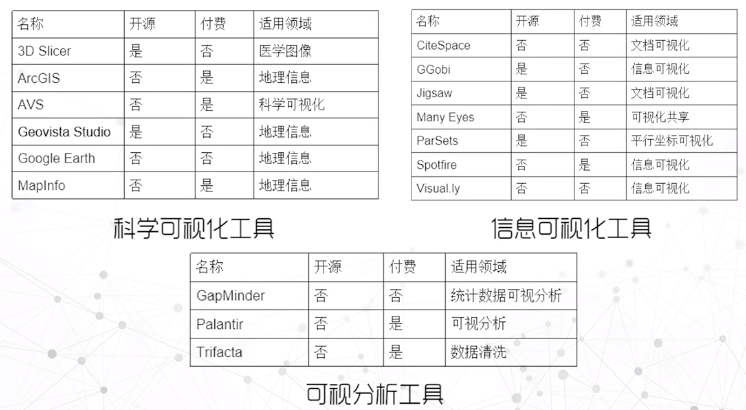 名称 开源 付费 适用领域
3D Slicer 是 否 医学图像
ArcGIS 否 是 地理信息
AVS 否 是 科学可视化
Geovista Studio 是 否 地理信息
Google Earth 否 否 地理信息
MapInfo 否 是 地理信息
科学可视化工具
名称 开源 付费 适用领域
CiteSpace 否 否 文档可视化
GGobi 是 否 信息可视化
Jigsaw 是 否 文档可视化
Many Eyes 否 是 可视化共享
ParSets 是 否 平行坐标可视化
Spotfire 否 是 信息可视化
Visual.ly 否 否 信息可视化
信息可视化工具
名称 开源 付费 适用领域
GapMinder 否 否 统计数据可视分析
Palantir 否 是 可视分析
Trifacta 否 是 数据清洗
可视分析工具